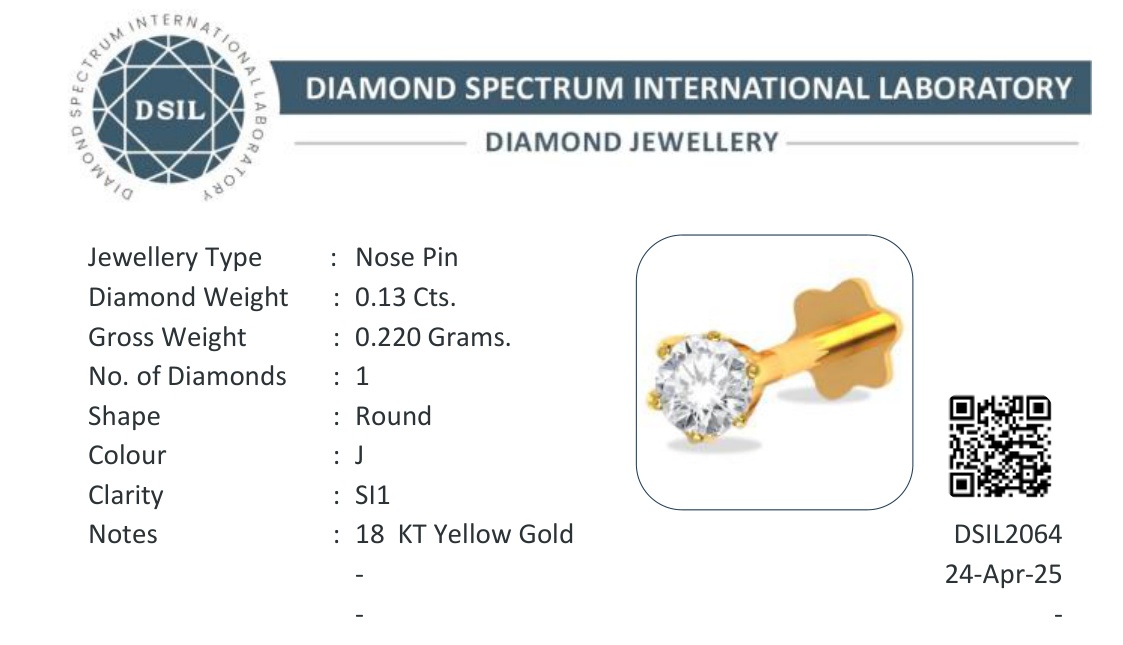 DIAMOND SPECTRUM INTERNATIONAL LABORATORY
DSIL
DIAMOND SPECTRUM INTERNATIONAL LABORATORY
DIAMOND JEWELLERY
Jewellery Type : Nose Pin
Diamond Weight : 0.13 Cts.
Gross Weight : 0.220 Grams.
No. of Diamonds : 1
Shape : Round
Colour : J
Clarity : SI1
Notes : 18 KT Yellow Gold
-
-
DSIL2064
24-Apr-25
-